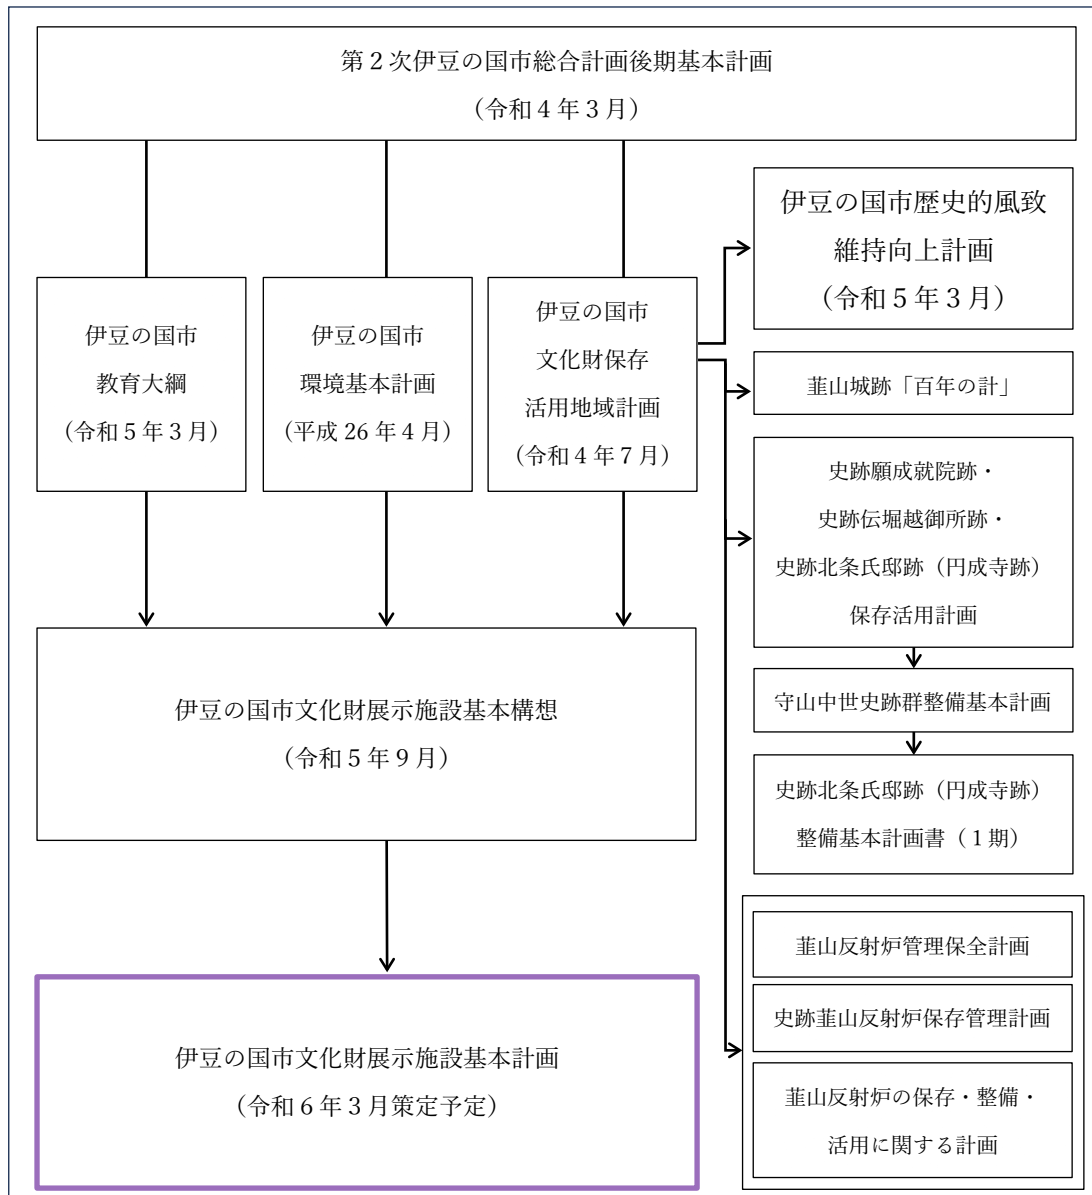 第２次伊豆の国市総合計画後期基本計画
（令和４年３月）
伊豆の国市
教育大綱
（令和５年３月）
伊豆の国市
環境基本計画
（平成 26 年４月）
伊豆の国市
文化財保存
活用地域計画
（令和４年７月）
伊豆の国市歴史的風致
維持向上計画
（令和５年３月）
韮山城跡「百年の計」
史跡願成就院跡・
史跡伝堀越御所跡・
史跡北条氏邸跡（円成寺跡）
保存活用計画
守山中世史跡群整備基本計画
史跡北条氏邸跡（円成寺跡）
整備基本計画書（１期）
韮山反射炉管理保全計画
史跡韮山反射炉保存管理計画
韮山反射炉の保存・整備・
活用に関する計画
伊豆の国市文化財展示施設基本構想
（令和５年９月）
伊豆の国市文化財展示施設基本計画
（令和６年３月策定予定）